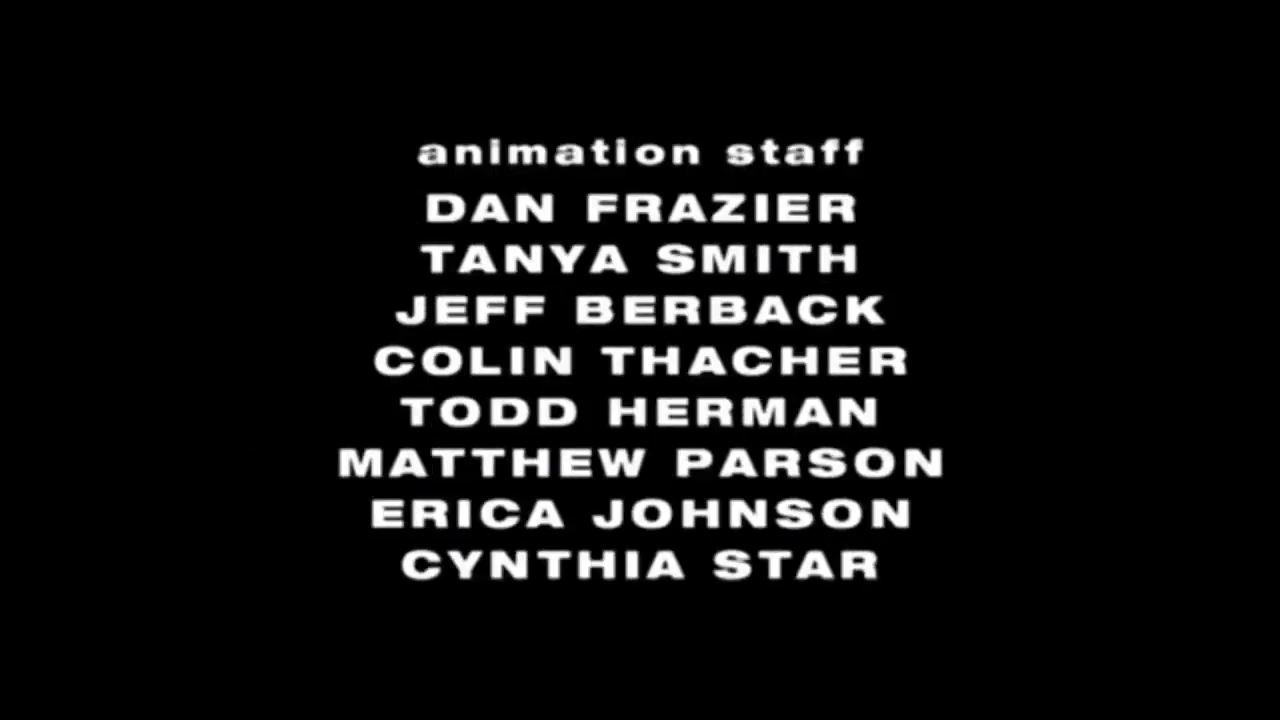 animation staff
DAN FRAZIER
TANYA SMITH
JEFF BERBACK
COLIN THACHER
TODD HERMAN
MATTHEW PARSON
ERICA JOHNSON
CYNTHIA STAR